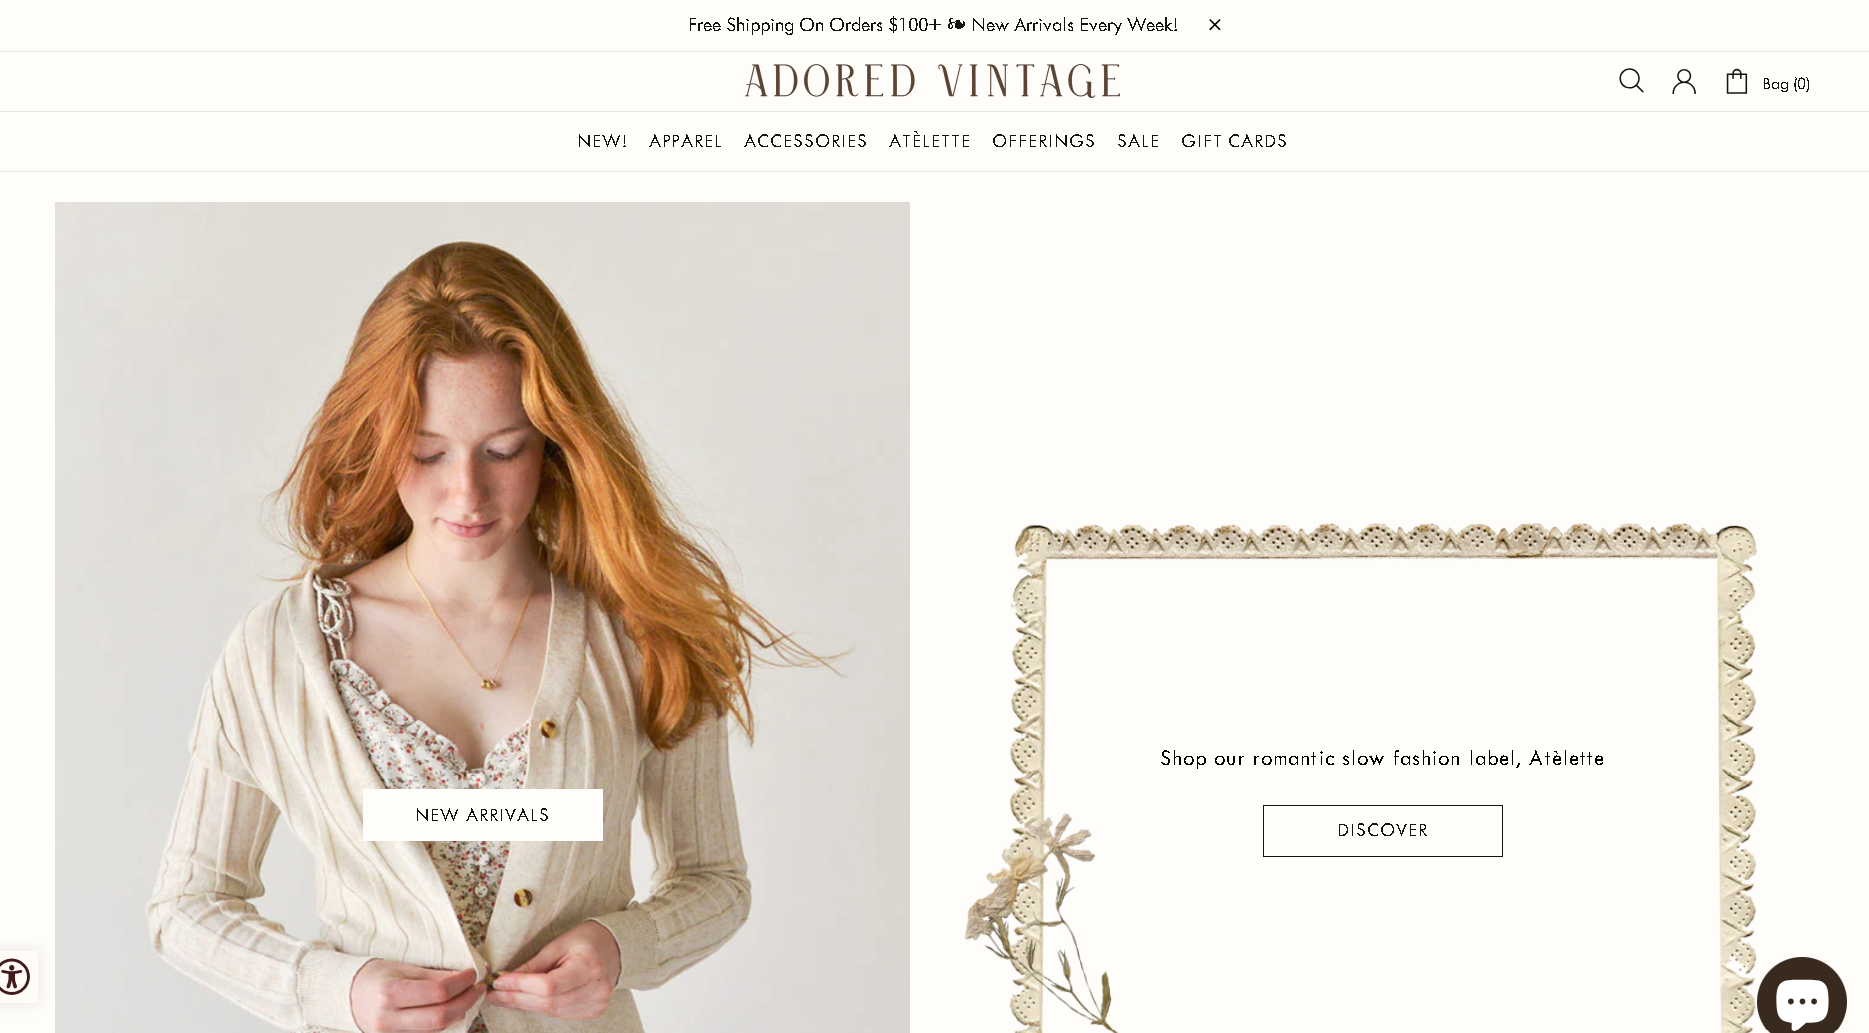 Free Shipping On Orders $100+ ❧ New Arrivals Every Week!
ADORED VINTAGE
Bag (0)
NEW! APPAREL ACCESSORIES ATÈLETTE OFFERINGS SALE GIFT CARDS
Shop our romantic slow fashion label, Atèlette
NEW ARRIVALS
DISCOVER